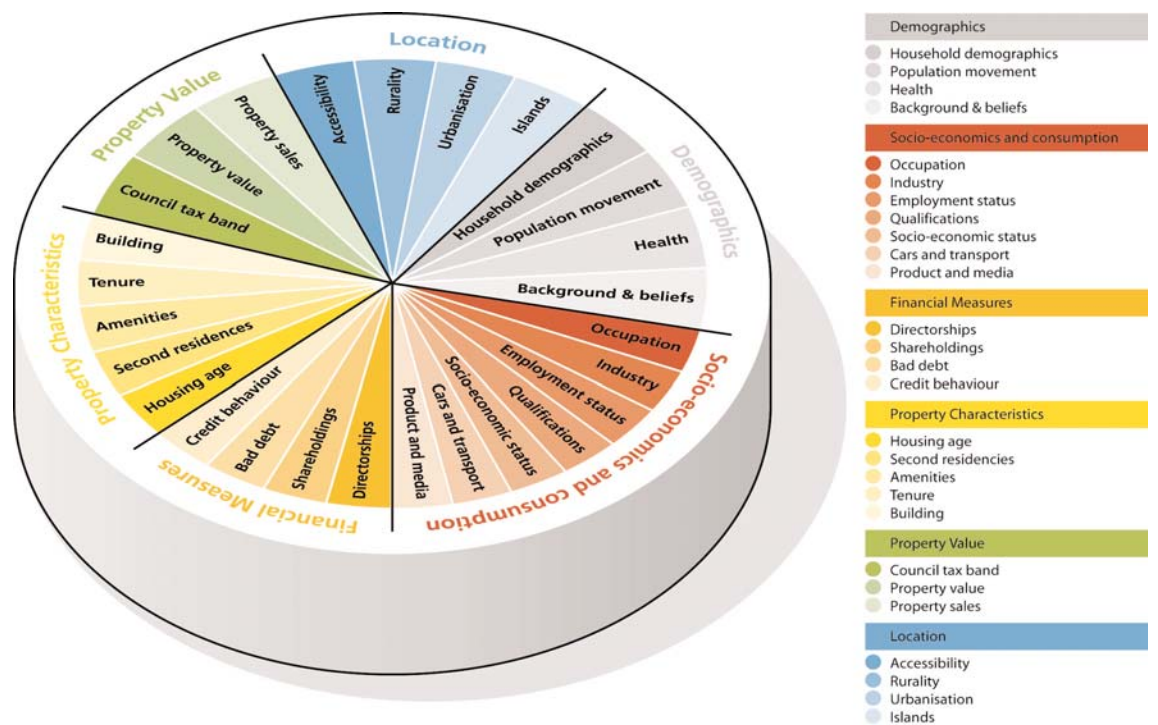 Location
Accessibility
Rurality
Urbanisation
Islands
Demographics
Household demographics
Population movement
Health
Background & beliefs
Socio-economics and consumption
Occupation
Industry
Employment status
Qualifications
Socio-economic status
Cars and transport
Product and media
Financial Measures
Directorships
Shareholdings
Bad debt
Credit behaviour
Property Characteristics
Housing age
Second residences
Amenities
Tenure
Building
Property Value
Council tax band
Property value
Property sales
Demographics
Household demographics
Population movement
Health
Background & beliefs
Socio-economics and consumption
Occupation
Industry
Employment status
Qualifications
Socio-economic status
Cars and transport
Product and media
Financial Measures
Directorships
Shareholdings
Bad debt
Credit behaviour
Property Characteristics
Housing age
Second residencies
Amenities
Tenure
Building
Property Value
Council tax band
Property value
Property sales
Location
Accessibility
Rurality
Urbanisation
Islands